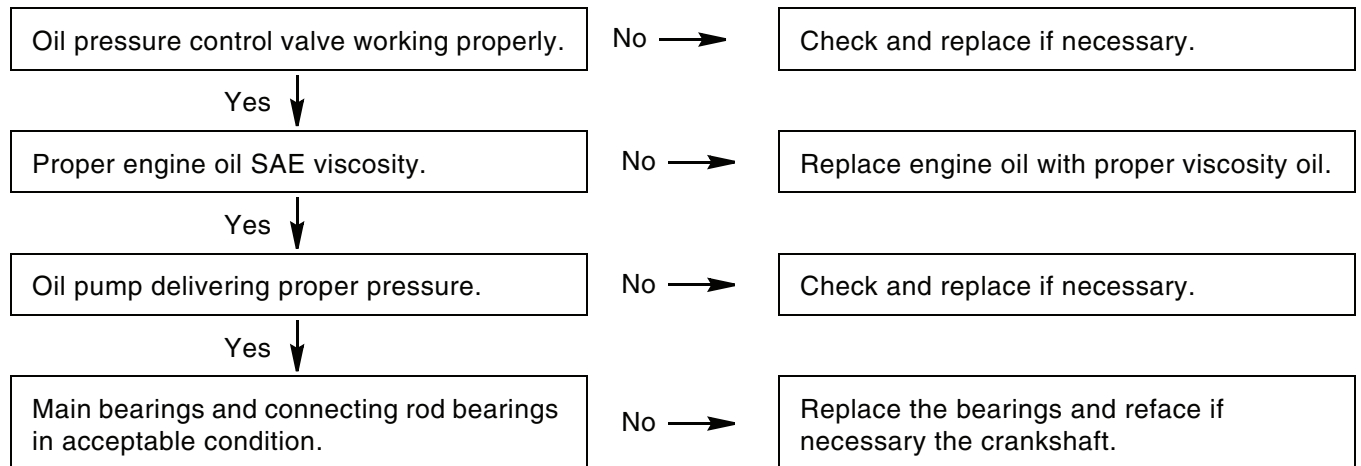 Oil pressure control valve working properly.
No
Check and replace if necessary.
Yes
Proper engine oil SAE viscosity.
No
Replace engine oil with proper viscosity oil.
Yes
Oil pump delivering proper pressure.
No
Check and replace if necessary.
Yes
Main bearings and connecting rod bearings
in acceptable condition.
No
Replace the bearings and reface if
necessary the crankshaft.